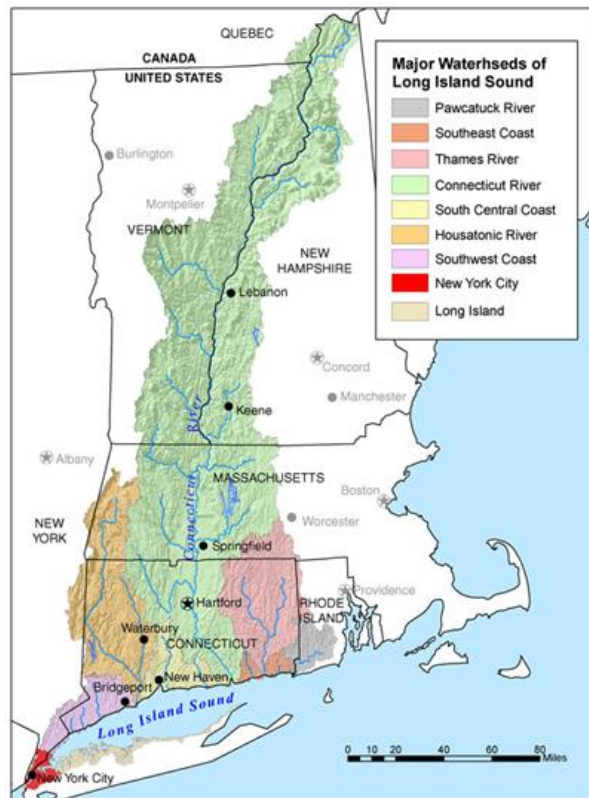 QUEBEC
CANADA
UNITED STATES
Major Waterhseds of
Long Island Sound
Pawcatuck River
Southeast Coast
Thames River
Connecticut River
South Central Coast
Housatonic River
Southwest Coast
New York City
Long Island
Burlington
Montpelier
VERMONT
NEW
HAMPSHIRE
Lebanon
Concord
Manchester
Keene
Connecticut River
Albany
MASSACHUSETTS
Boston
NEW
YORK
Worcester
Springfield
Providence
Hartford
RHODE
ISLAND
Waterbury
CONNECTICUT
New Haven
Bridgeport
Long Island Sound
New York City
0 10 20 40 60 80
Miles